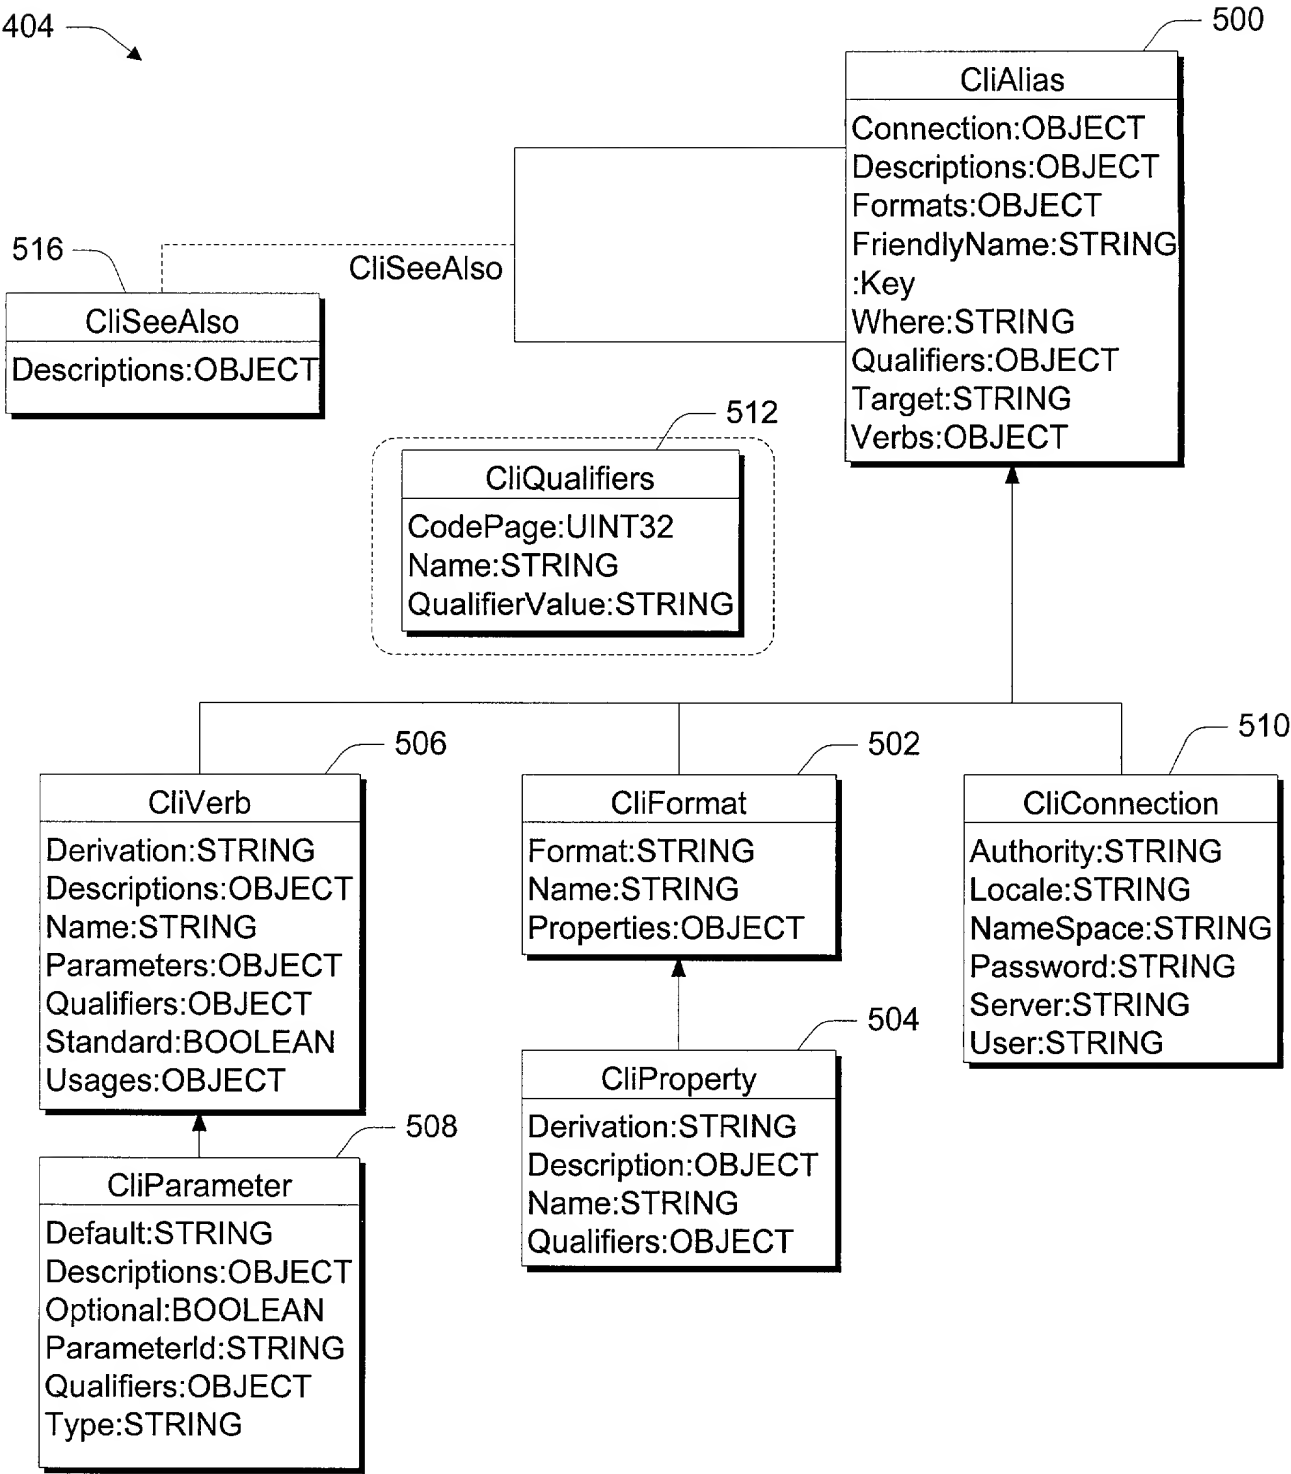 404
500
CliAlias
Connection:OBJECT
Descriptions:OBJECT
Formats:OBJECT
FriendlyName:STRING
:Key
Where:STRING
Qualifiers:OBJECT
Target:STRING
Verbs:OBJECT
516
CliSeeAlso
CliSeeAlso
Descriptions:OBJECT
512
CliQualifiers
CodePage:UINT32
Name:STRING
QualifierValue:STRING
506
CliVerb
Derivation:STRING
Descriptions:OBJECT
Name:STRING
Parameters:OBJECT
Qualifiers:OBJECT
Standard:BOOLEAN
Usages:OBJECT
502
CliFormat
Format:STRING
Name:STRING
Properties:OBJECT
510
CliConnection
Authority:STRING
Locale:STRING
NameSpace:STRING
Password:STRING
Server:STRING
User:STRING
504
CliProperty
Derivation:STRING
Description:OBJECT
Name:STRING
Qualifiers:OBJECT
508
CliParameter
Default:STRING
Descriptions:OBJECT
Optional:BOOLEAN
ParameterId:STRING
Qualifiers:OBJECT
Type:STRING